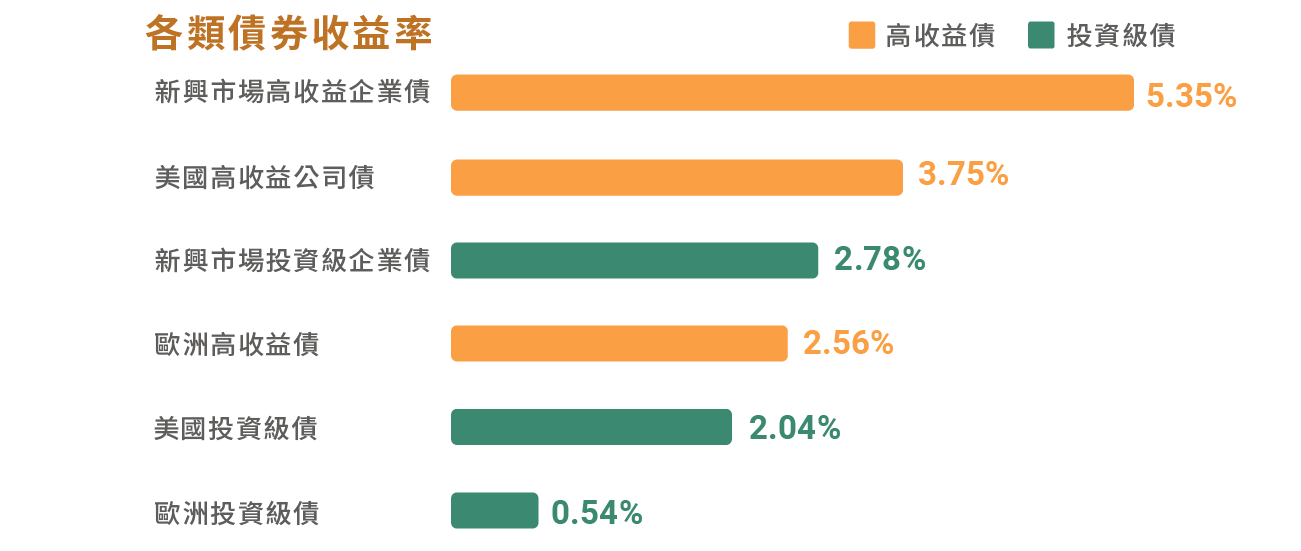 各類債券收益率
高收益債 投資級債
新興市場高收益企業債 5.35%
美國高收益公司債 3.75%
新興市場投資級企業債 2.78%
歐洲高收益債 2.56%
美國投資級債 2.04%
歐洲投資級債 0.54%